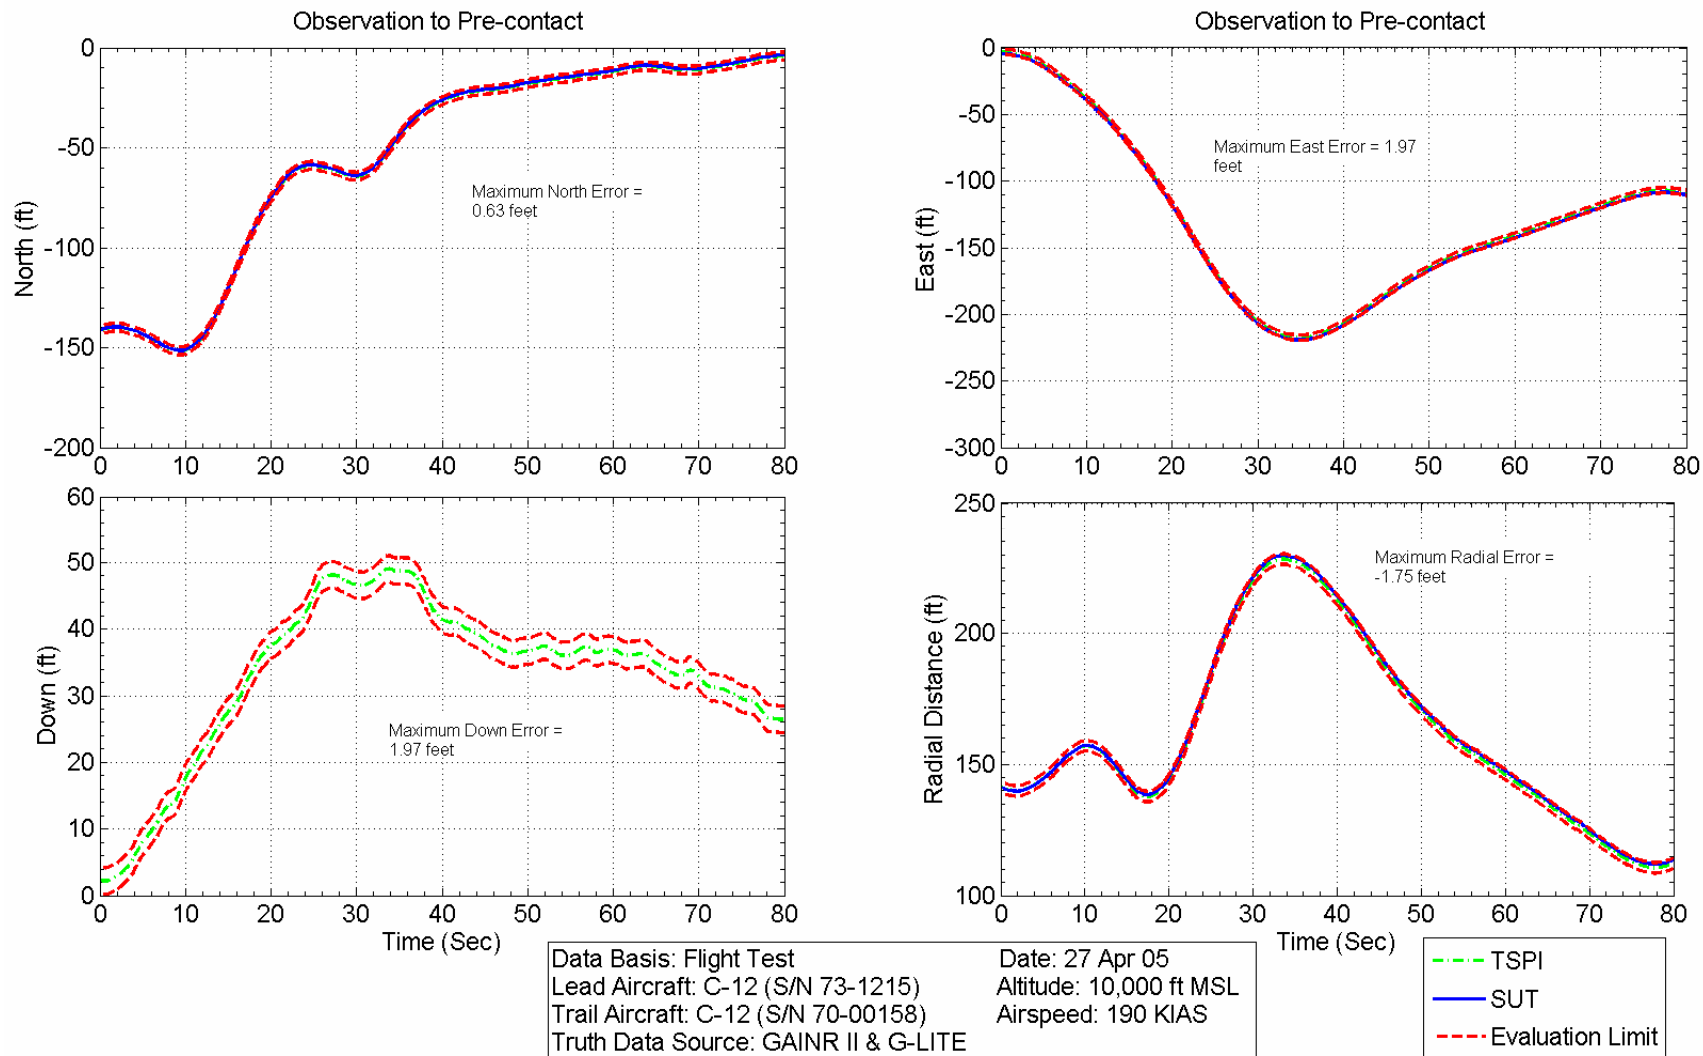 Observation to Pre-contact
0
-50
-100
-150
-200
North (ft)
0 10 20 30 40 50 60 70 80
Maximum North Error =
0.63 feet
Observation to Pre-contact
0
-50
-100
-150
-200
-250
-300
East (ft)
0 10 20 30 40 50 60 70 80
Maximum East Error = 1.97
feet
60
50
40
30
20
10
0
Down (ft)
0 10 20 30 40 50 60 70 80
Time (Sec)
Maximum Down Error =
1.97 feet
250
200
150
100
Radial Distance (ft)
0 10 20 30 40 50 60 70 80
Time (Sec)
Maximum Radial Error =
-1.75 feet
Data Basis: Flight Test
Lead Aircraft: C-12 (S/N 73-1215)
Trail Aircraft: C-12 (S/N 70-00158)
Truth Data Source: GAINR II & G-LITE
Date: 27 Apr 05
Altitude: 10,000 ft MSL
Airspeed: 190 KIAS
TSPI
SUT
Evaluation Limit